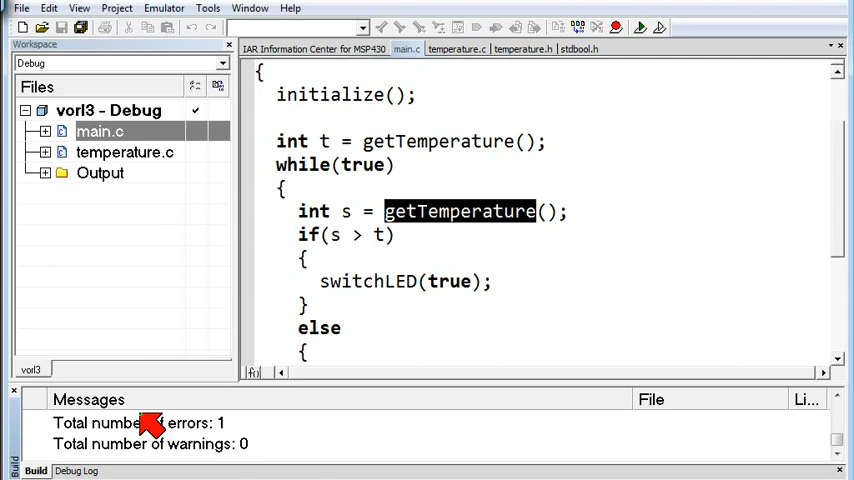 File Edit View Project Emulator Tools Window Help
Workspace
IAR Information Center for MSP430 main.c temperature.c temperature.h stdbool.h
Debug
Files
vorl3 - Debug
main.c
temperature.c
Output
vorl3
{
initialize();
int t = getTemperature();
while(true)
{
int s = getTemperature();
if(s > t)
{
switchLED(true);
}
else
{
f()
Messages File Li...
Total number of errors: 1
Total number of warnings: 0
Build
Build Debug Log